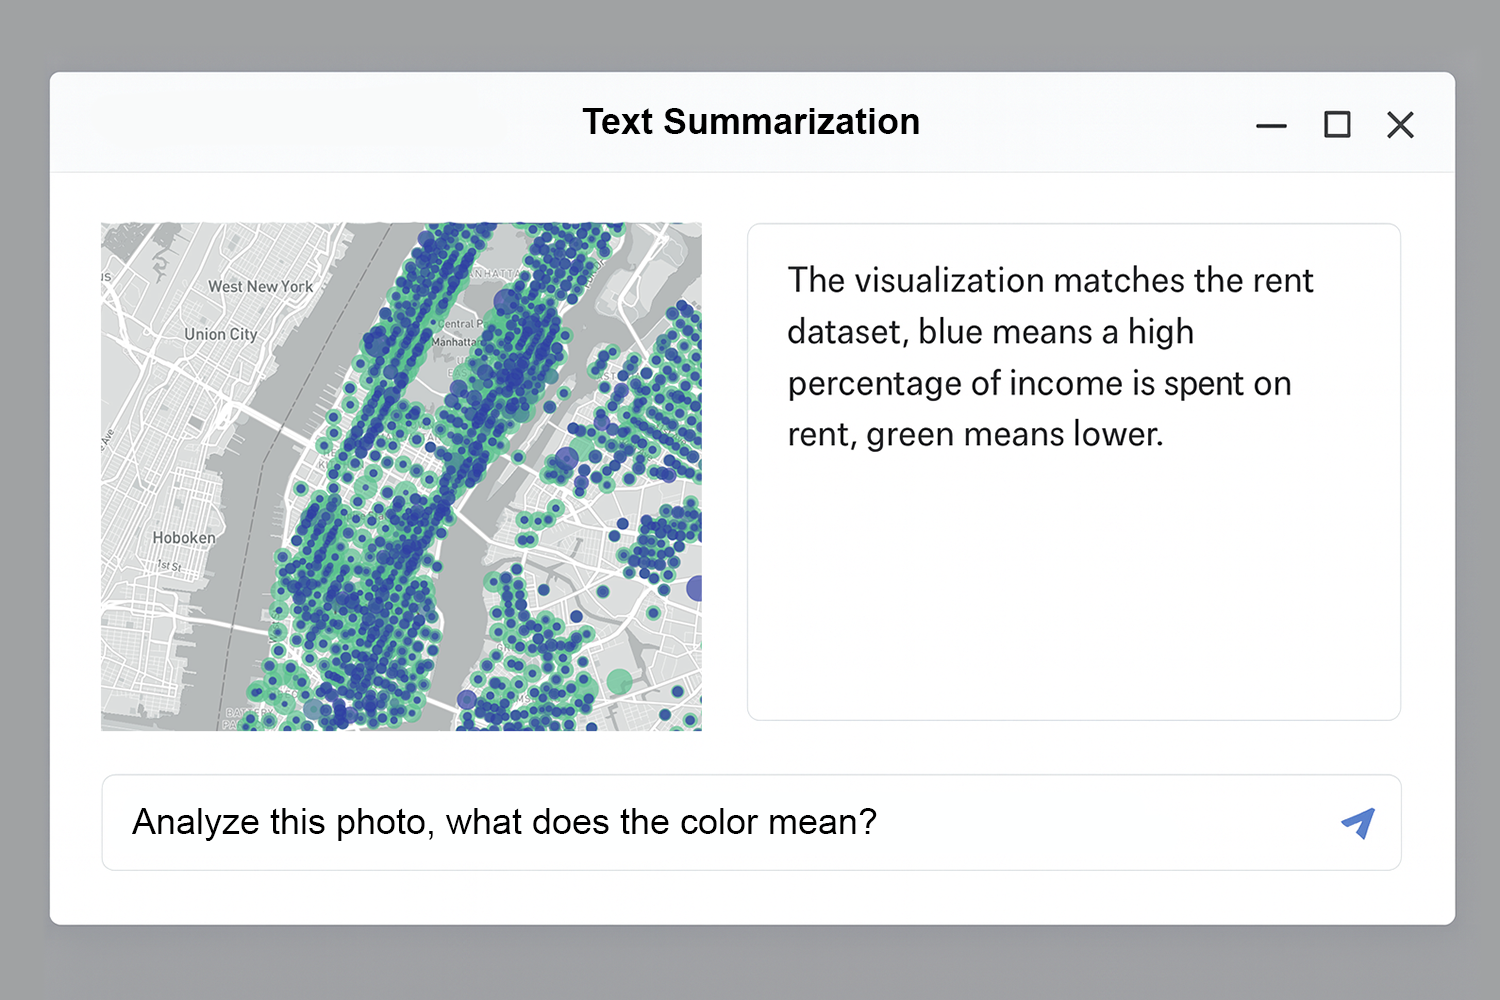 Text Summarization
West New York
Union City
Central P
Manhattan
Hoboken
1st St
Ave
The visualization matches the rent
dataset, blue means a high
percentage of income is spent on
rent, green means lower.
Analyze this photo, what does the color mean?